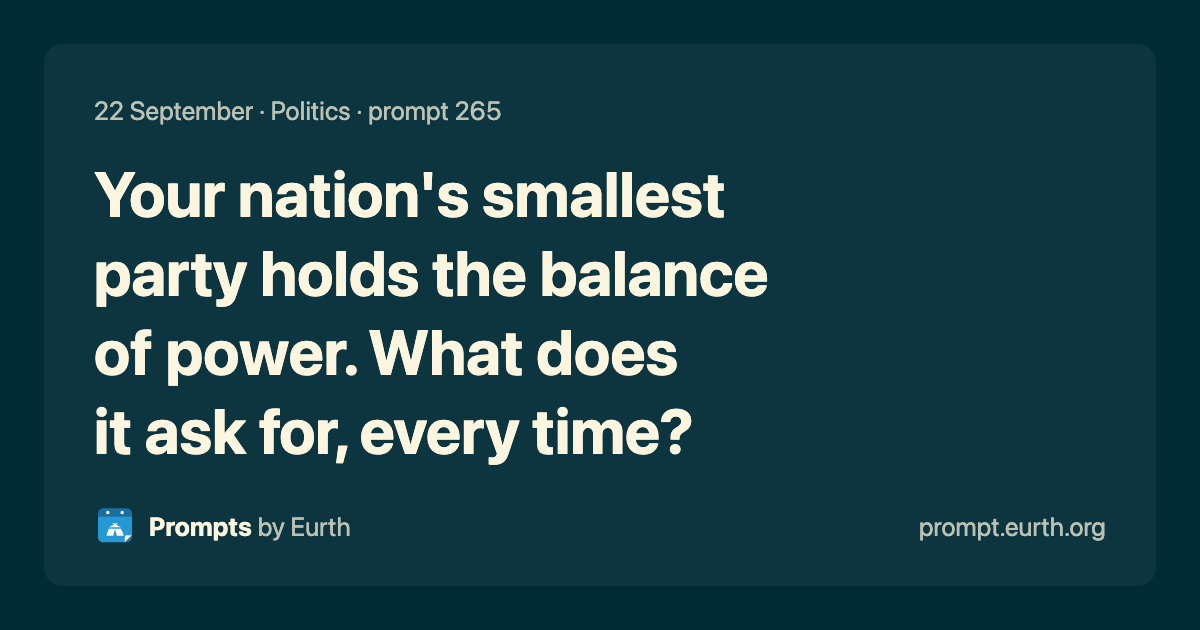 22 September · Politics · prompt 265
Your nation's smallest
party holds the balance
of power. What does
it ask for, every time?
Prompts by Eurth
prompt.eurth.org